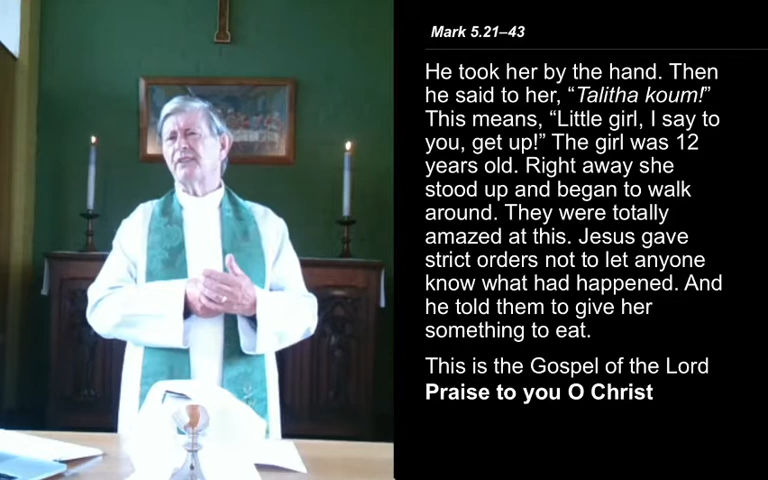 Mark 5.21–43
He took her by the hand. Then
he said to her, “Talitha koum!”
This means, “Little girl, I say to
you, get up!” The girl was 12
years old. Right away she
stood up and began to walk
around. They were totally
amazed at this. Jesus gave
strict orders not to let anyone
know what had happened. And
he told them to give her
something to eat.
This is the Gospel of the Lord
Praise to you O Christ